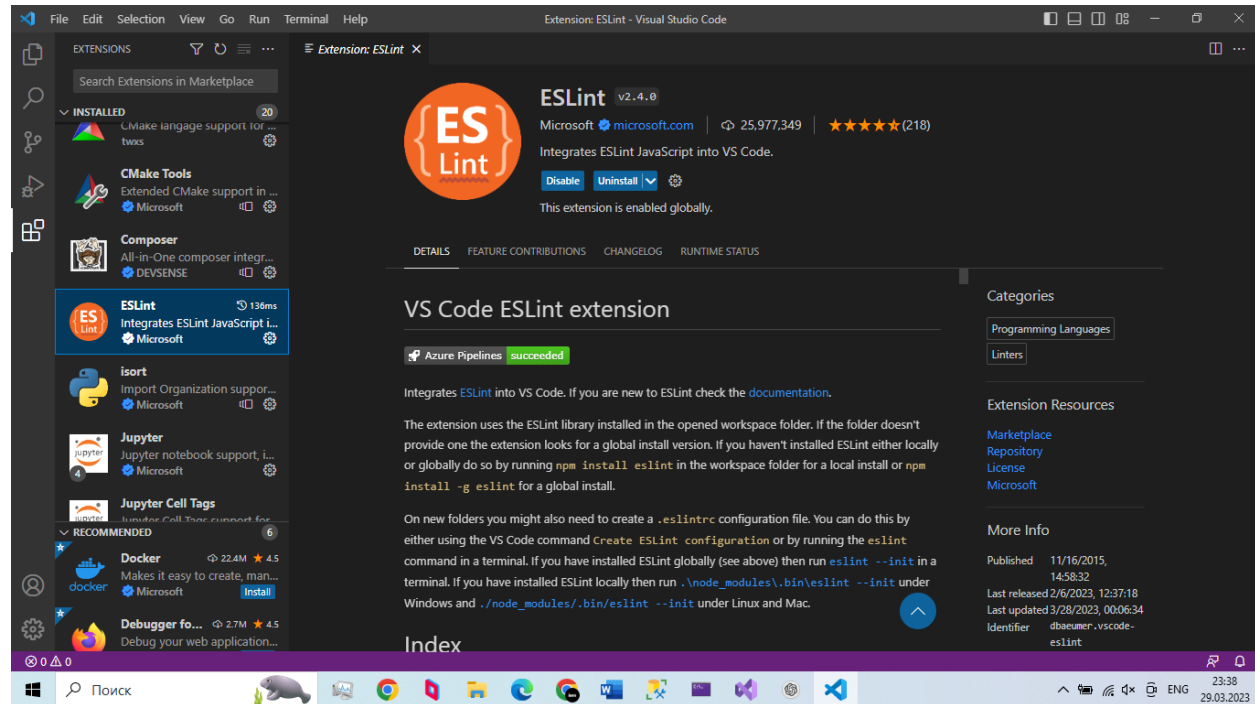 File Edit Selection View Go Run Terminal Help
Extension: ESLint - Visual Studio Code
EXTENSIONS
Extension: ESLint
Search Extensions in Marketplace
INSTALLED 20
CMake langage support for ...
twxs
CMake Tools
Extended CMake support in ...
Microsoft
Composer
All-in-One composer integr...
DEVSENSE
ESLint 136ms
Integrates ESLint JavaScript i...
Microsoft
isort
Import Organization suppor...
Microsoft
Jupyter
Jupyter notebook support, i...
Microsoft
jupyter
4
Jupyter Cell Tags
Jupyter Cell Tags support for ...
jupyter
RECOMMENDED 6
Docker 22.4M ★ 4.5
Makes it easy to create, man...
Microsoft Install
docker
Debugger fo... 2.7M ★ 4.5
Debug your web application...
ES
Lint
ESLint v2.4.0
Microsoft microsoft.com 25,977,349 ★★★★★(218)
Integrates ESLint JavaScript into VS Code.
Disable Uninstall
This extension is enabled globally.
DETAILS FEATURE CONTRIBUTIONS CHANGELOG RUNTIME STATUS
VS Code ESLint extension
Azure Pipelines succeeded
Integrates ESLint into VS Code. If you are new to ESLint check the documentation.
The extension uses the ESLint library installed in the opened workspace folder. If the folder doesn't
provide one the extension looks for a global install version. If you haven't installed ESLint either locally
or globally do so by running npm install eslint in the workspace folder for a local install or npm
install -g eslint for a global install.
On new folders you might also need to create a .eslintrc configuration file. You can do this by
either using the VS Code command Create ESLint configuration or by running the eslint
command in a terminal. If you have installed ESLint globally (see above) then run eslint --init in a
terminal. If you have installed ESLint locally then run .\node_modules\.bin\eslint --init under
Windows and ./node_modules/.bin/eslint --init under Linux and Mac.
Index
Categories
Programming Languages
Linters
Extension Resources
Marketplace
Repository
License
Microsoft
More Info
Published 11/16/2015,
14:58:32
Last released 2/6/2023, 12:37:18
Last updated 3/28/2023, 00:06:34
Identifier dbaeumer.vscode-
eslint
0 0
Поиск
ENG
23:38
29.03.2023